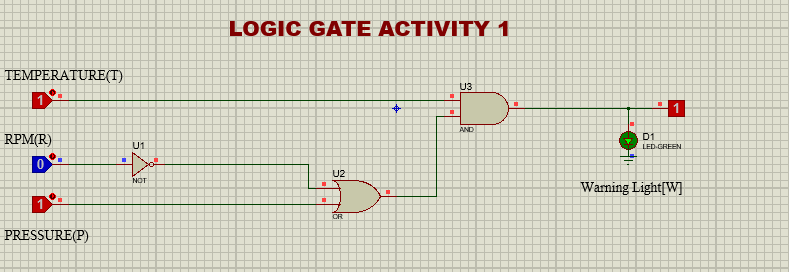 LOGIC GATE ACTIVITY 1
TEMPERATURE(T)
U3
1
1
AND
D1
LED-GREEN
RPM(R)
U1
0
NOT
U2
Warning Light[W]
1
OR
PRESSURE(P)